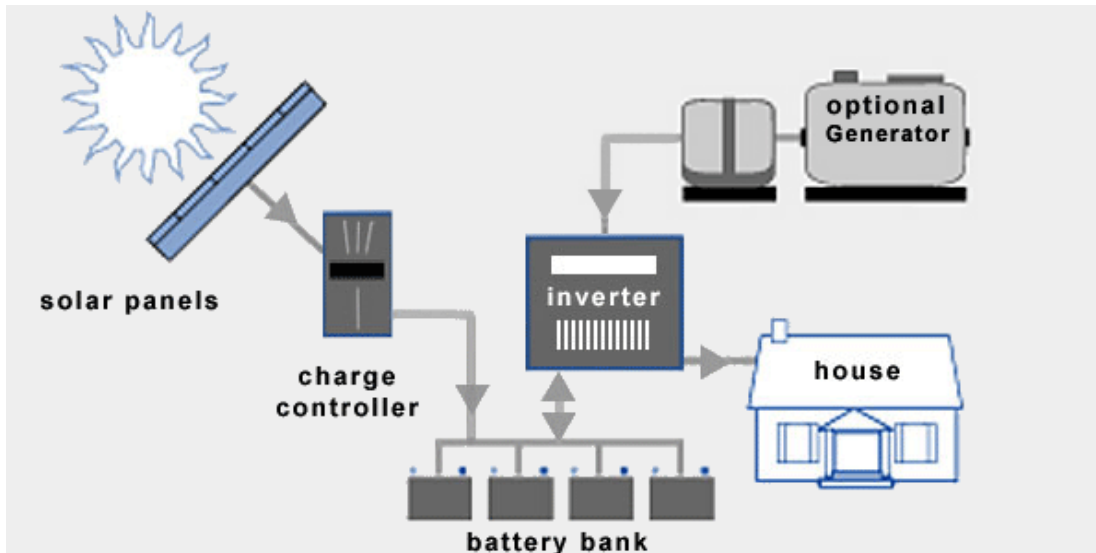 optional
Generator
inverter
solar panels
house
charge
controller
battery bank